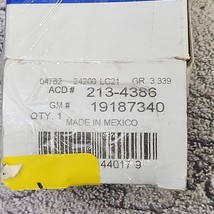 04782 24200 LC21 GR. 3.339
ACD# 213-4386
GM # 19187340
QTY. 1
MADE IN MEXICO
44017 9